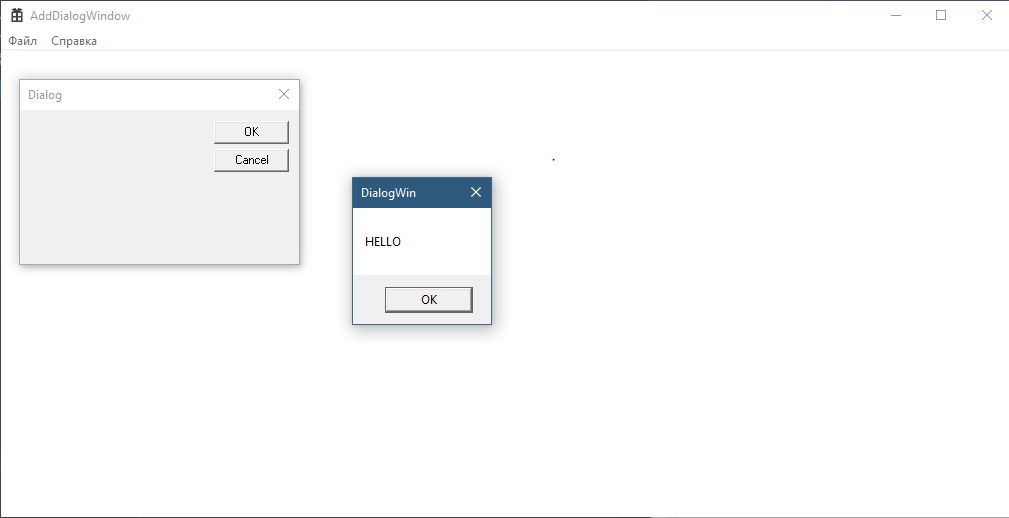 AddDialogWindow
Файл Справка
Dialog
OK
Cancel
DialogWin
HELLO
OK